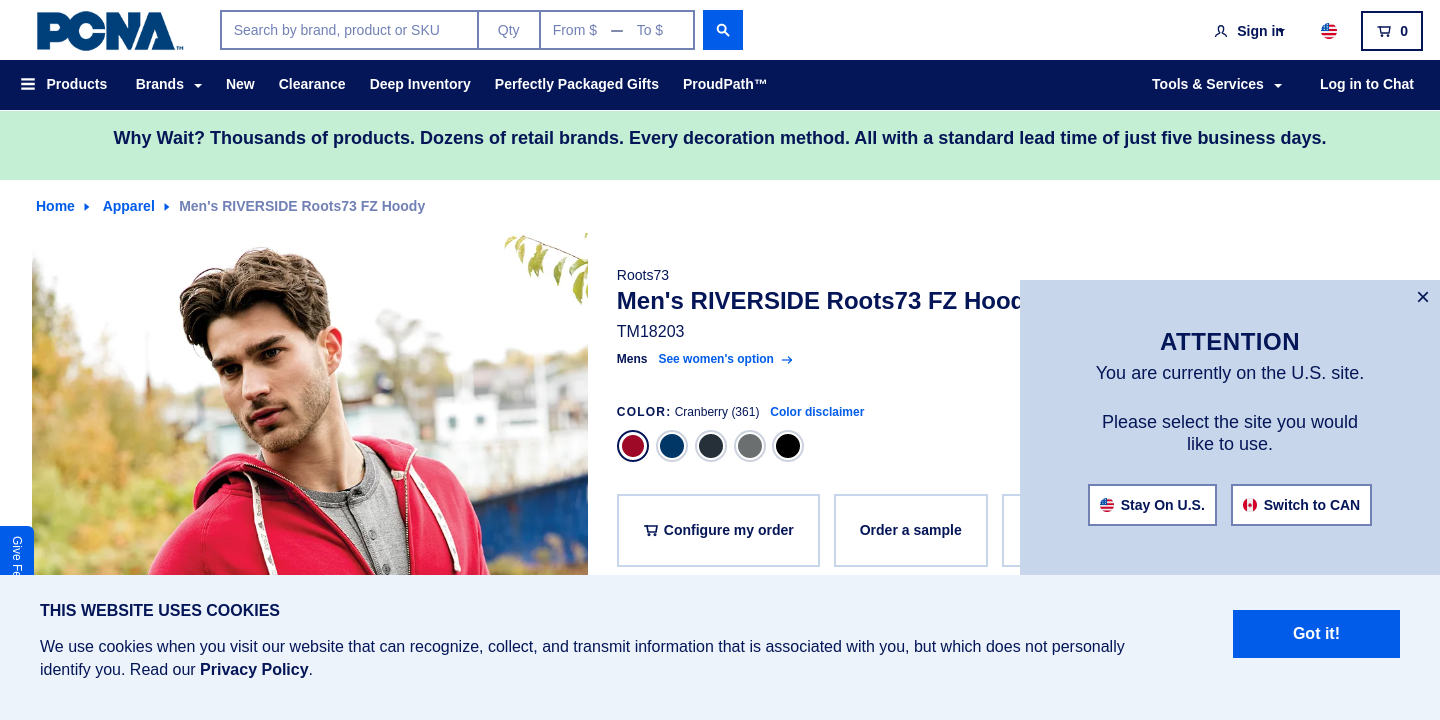 PCNA™
Search by brand, product or SKU
Qty
From $
To $
Sign in
0
Products
Brands
New
Clearance
Deep Inventory
Perfectly Packaged Gifts
ProudPath™
Tools & Services
Log in to Chat
Why Wait? Thousands of products. Dozens of retail brands. Every decoration method. All with a standard lead time of just five business days.
Home
Apparel
Men's RIVERSIDE Roots73 FZ Hoody
Roots73
Men's RIVERSIDE Roots73 FZ
TM18203
Mens
See women's option
COLOR: Cranberry (361)
Color disclaimer
Configure my order
Order a sample
×
ATTENTION
You are currently on the U.S. site.
Please select the site you would
like to use.
Stay On U.S.
Switch to CAN
Give
THIS WEBSITE USES COOKIES
We use cookies when you visit our website that can recognize, collect, and transmit information that is associated with you, but which does not personally
identify you. Read our Privacy Policy.
Got it!